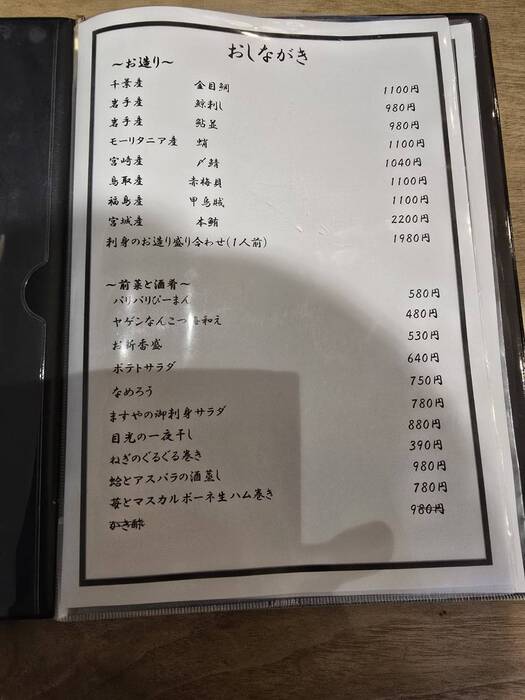 おしながき
～お造り～
千葉産 金目鯛 1100円
岩手産 鯨刺し 980円
岩手産 鮎並 980円
モーリタニア産 蛸 1100円
宮崎産 〆鯖 1040円
鳥取産 赤梅貝 1100円
福島産 甲烏賊 1100円
宮城産 本鮪 2200円
刺身のお造り盛り合わせ(1人前) 1980円
～前菜と酒肴～
パリパリぴーまん 580円
ヤゲンなんこつ 和え 480円
お新香盛 530円
ポテトサラダ 640円
なめろう 750円
ますやの御刺身サラダ 780円
目光の一夜干し 880円
ねぎのぐるぐる巻き 390円
蛤とアスパラの酒蒸し 980円
苺とマスカルポーネ生ハム巻き 780円
かき酢 980円